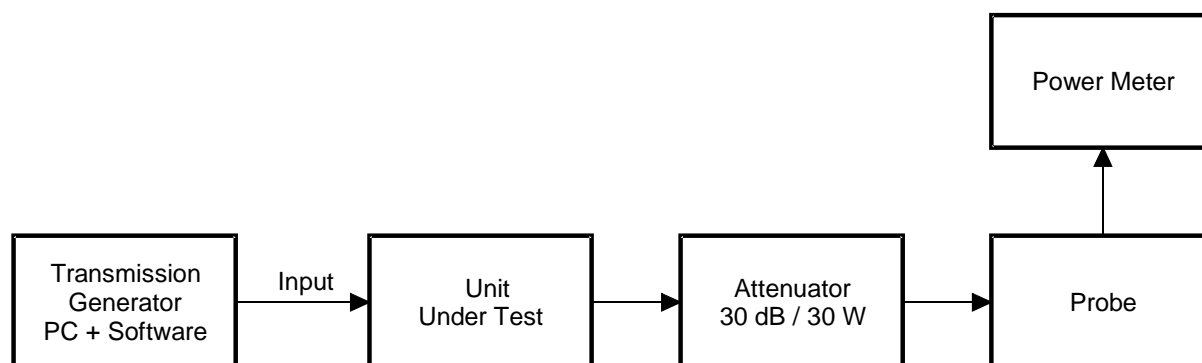 Power Meter
Transmission
Generator
PC + Software
Input
Unit
Under Test
Attenuator
30 dB / 30 W
Probe